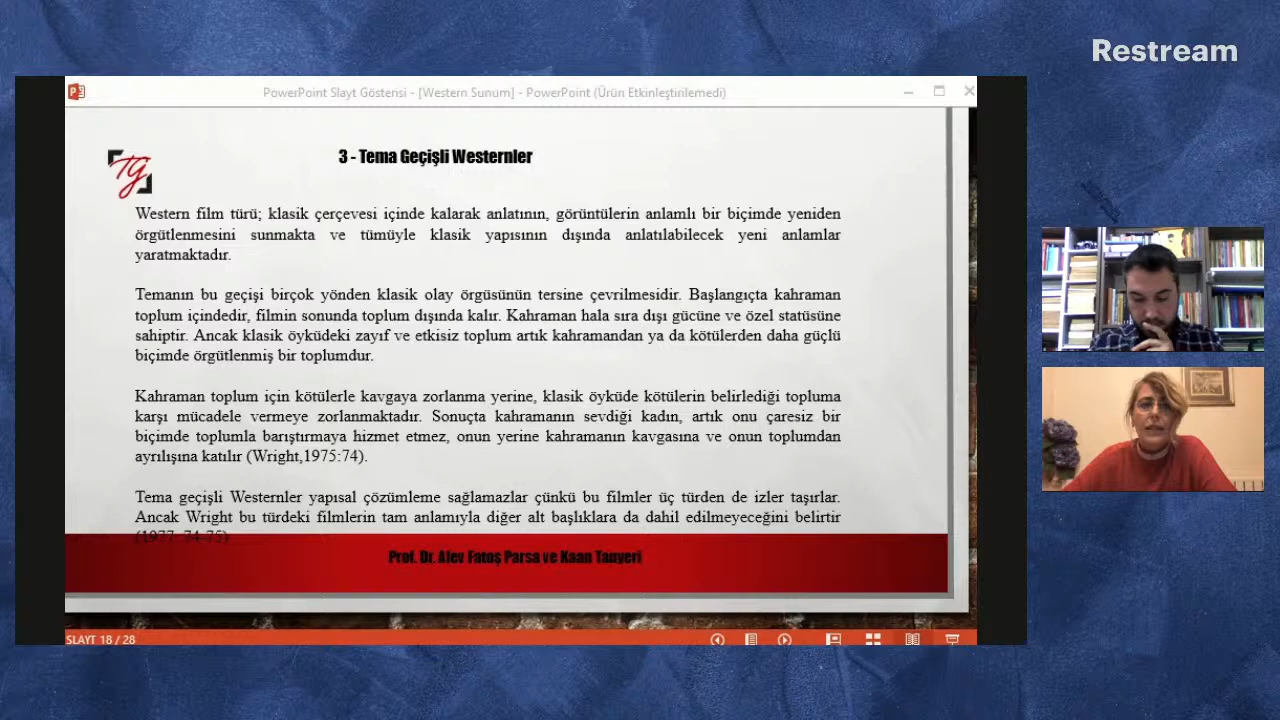 Restream
PowerPoint Slayt Gösterisi - [Western Sunum] - PowerPoint (Ürün Etkinleştirilemedi)
TG
3 - Tema Geçişli Westernler
Western film türü; klasik çerçevesi içinde kalarak anlatının, görüntülerin anlamlı bir biçimde yeniden
örgütlenmesini sunmakta ve tümüyle klasik yapısının dışında anlatılabilecek yeni anlamlar
yaratmaktadır.
Temanın bu geçişi birçok yönden klasik olay örgüsünün tersine çevrilmesidir. Başlangıçta kahraman
toplum içindedir, filmin sonunda toplum dışında kalır. Kahraman hala sıra dışı gücüne ve özel statüsüne
sahiptir. Ancak klasik öyküdeki zayıf ve etkisiz toplum artık kahramandan ya da kötülerden daha güçlü
biçimde örgütlenmiş bir toplumdur.
Kahraman toplum için kötülerle kavgaya zorlanma yerine, klasik öyküde kötülerin belirlediği topluma
karşı mücadele vermeye zorlanmaktadır. Sonuçta kahramanın sevdiği kadın, artık onu çaresiz bir
biçimde toplumla barıştırmaya hizmet etmez, onun yerine kahramanın kavgasına ve onun toplumdan
ayrılışına katılır (Wright,1975:74).
Tema geçişli Westernler yapısal çözümleme sağlamazlar çünkü bu filmler üç türden de izler taşırlar.
Ancak Wright bu türdeki filmlerin tam anlamıyla diğer alt başlıklara da dahil edilmeyeceğini belirtir
(1977: 74-75)
Prof. Dr. Alev Fatoş Parsa ve Kaan Tanyeri
SLAYT 18 / 28